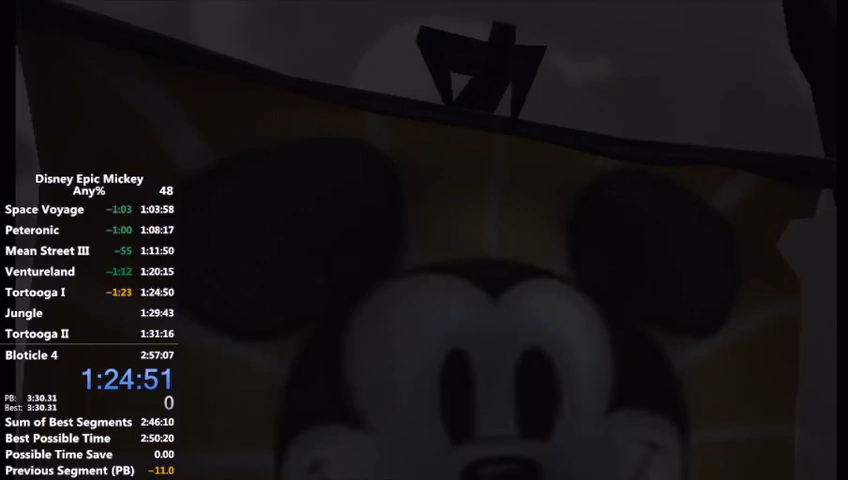 Disney Epic Mickey
Any% 48
Space Voyage −1:03 1:03:58
Peteronic −1:00 1:08:17
Mean Street III −55 1:11:50
Ventureland −1:12 1:20:15
Tortooga I −1:23 1:24:50
Jungle 1:29:43
Tortooga II 1:31:16
Bloticle 4 2:57:07
1:24:51
PB: 3:30.31 0
Best: 3:30.31
Sum of Best Segments 2:46:10
Best Possible Time 2:50:20
Possible Time Save 0.00
Previous Segment (PB) −11.0